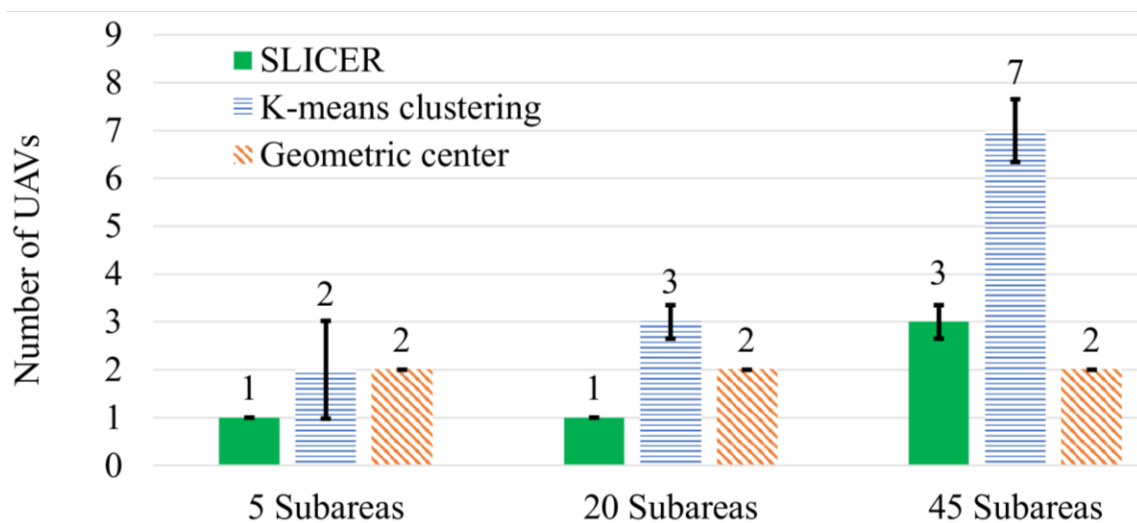 Number of UAVs
9
8
7
6
5
4
3
2
1
0
SLICER
K-means clustering
Geometric center
1
2
2
1
3
2
3
7
2
5 Subareas
20 Subareas
45 Subareas